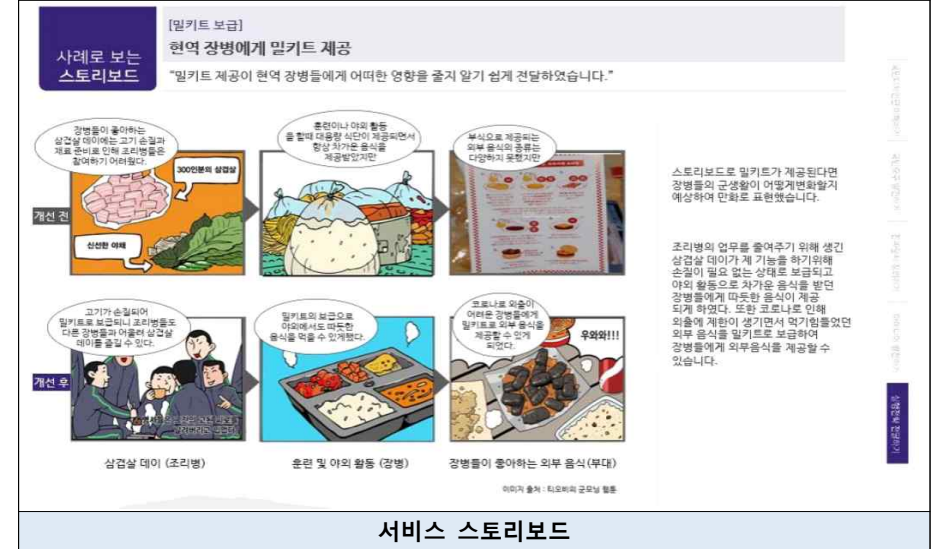 사례로 보는
스토리보드
[밀키트 보급]
현역 장병에게 밀키트 제공
"밀키트 제공이 현역 장병들에게 어떠한 영향을 줄지 알기 쉽게 전달하였습니다."
개선 전
장병들이 좋아하는
삼겹살 데이에는 고기 손질과
재료 준비로 인해 조리병들은
참여하기 어려웠다.
300인분의 삼겹살
신선한 야채
훈련이나 야외 활동
을 할때 대용량 식단이 제공되면서
항상 차가운 음식을
제공받았지만
부식으로 제공되는
외부 음식의 종류는
다양하지 못했지만
개선 후
고기가 손질되어
밀키트로 보급되니 조리병들도
다른 장병들과 어울려 삼겹살
데이를 즐길 수 있다.
밀키트의 보급으로
야외에서도 따듯한
음식을 먹을 수 있게됐다.
코로나로 외출이
어려운 장병들에게
밀키트로 외부 음식을
제공할 수 있게
되었다.
우와와!!!
삼겹살 데이 (조리병)
훈련 및 야외 활동 (장병)
장병들이 좋아하는 외부 음식(부대)
이미지 출처 : 티오비의 군모닝 웹툰
스토리보드로 밀키트가 제공된다면
장병들의 군생활이 어떻게변화할지
예상하여 만화로 표현했습니다.
조리병의 업무를 줄여주기 위해 생긴
삼겹살 데이가 제 기능을 하기위해
손질이 필요 없는 상태로 보급되고
야외 활동으로 차가운 음식을 받던
장병들에게 따듯한 음식이 제공
되게 하였다. 또한 코로나로 인해
외출에 제한이 생기면서 먹기힘들었던
외부 음식을 밀키트로 보급하여
장병들에게 외부음식를 제공할 수
있습니다.
서비스 스토리보드